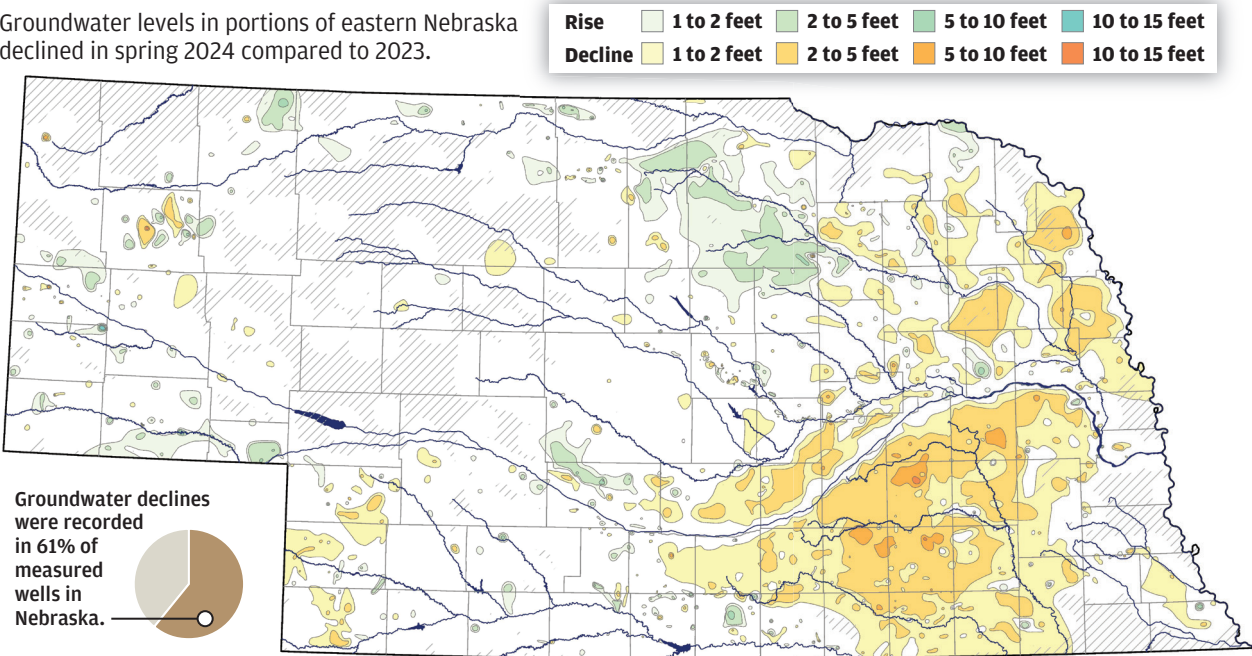 Groundwater levels in portions of eastern Nebraska
declined in spring 2024 compared to 2023.
Rise 1 to 2 feet 2 to 5 feet 5 to 10 feet 10 to 15 feet
Decline 1 to 2 feet 2 to 5 feet 5 to 10 feet 10 to 15 feet
Groundwater declines
were recorded
in 61% of
measured
wells in
Nebraska.